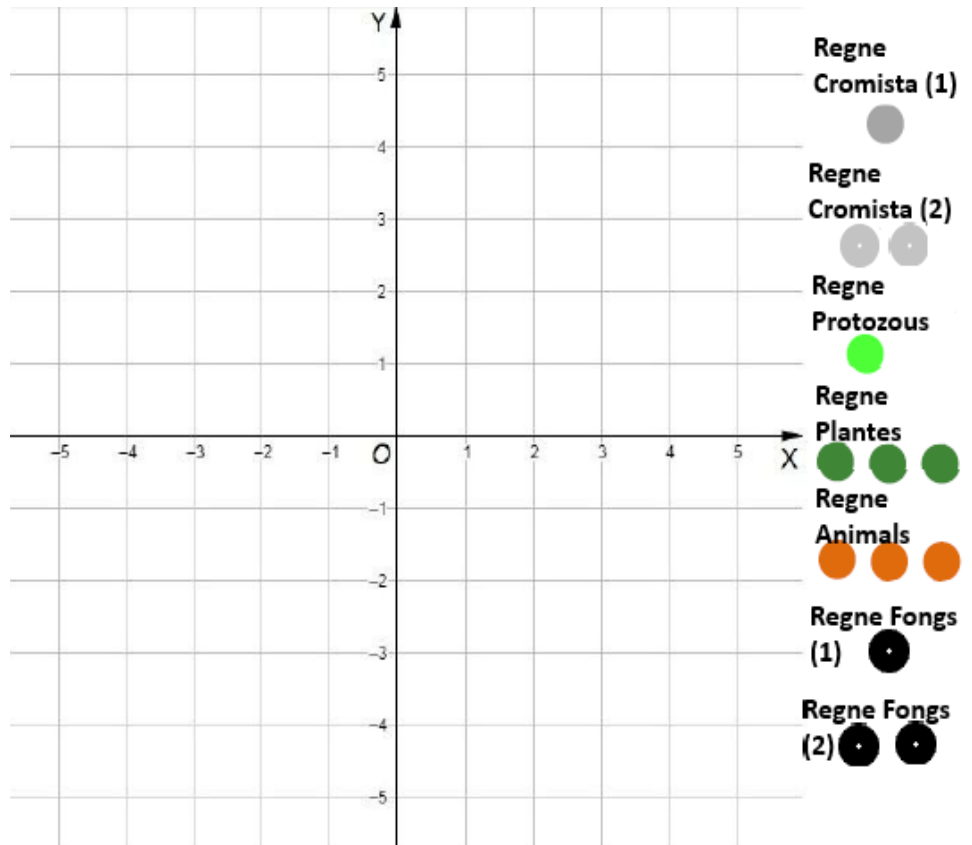 Y
5
4
3
2
1
–5 –4 –3 –2 –1 O 1 2 3 4 5 X
–1
–2
–3
–4
–5
Regne
Cromista (1)
Regne
Cromista (2)
Regne
Protozous
Regne
Plantes
Regne
Animals
Regne Fongs
(1)
Regne Fongs
(2)